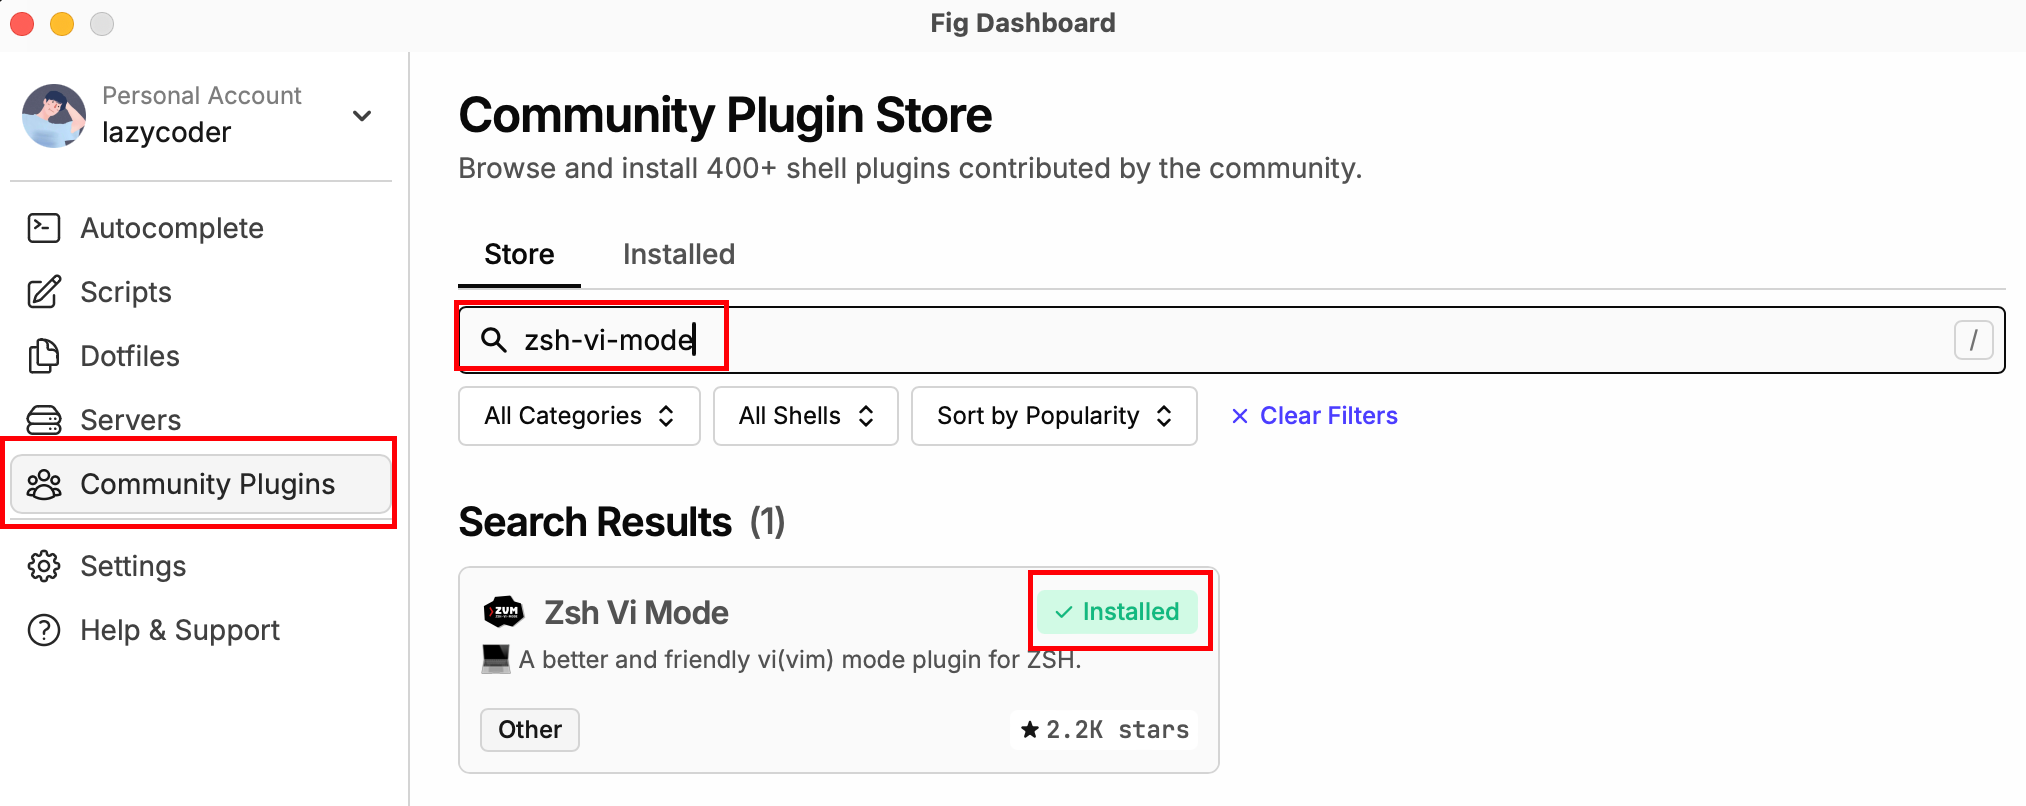 Fig Dashboard
Personal Account
lazycoder
Autocomplete
Scripts
Dotfiles
Servers
Community Plugins
Settings
Help & Support
Community Plugin Store
Browse and install 400+ shell plugins contributed by the community.
Store Installed
zsh-vi-mode /
All Categories All Shells Sort by Popularity × Clear Filters
Search Results (1)
ZVM Zsh Vi Mode ✓ Installed
A better and friendly vi(vim) mode plugin for ZSH.
Other ★ 2.2K stars